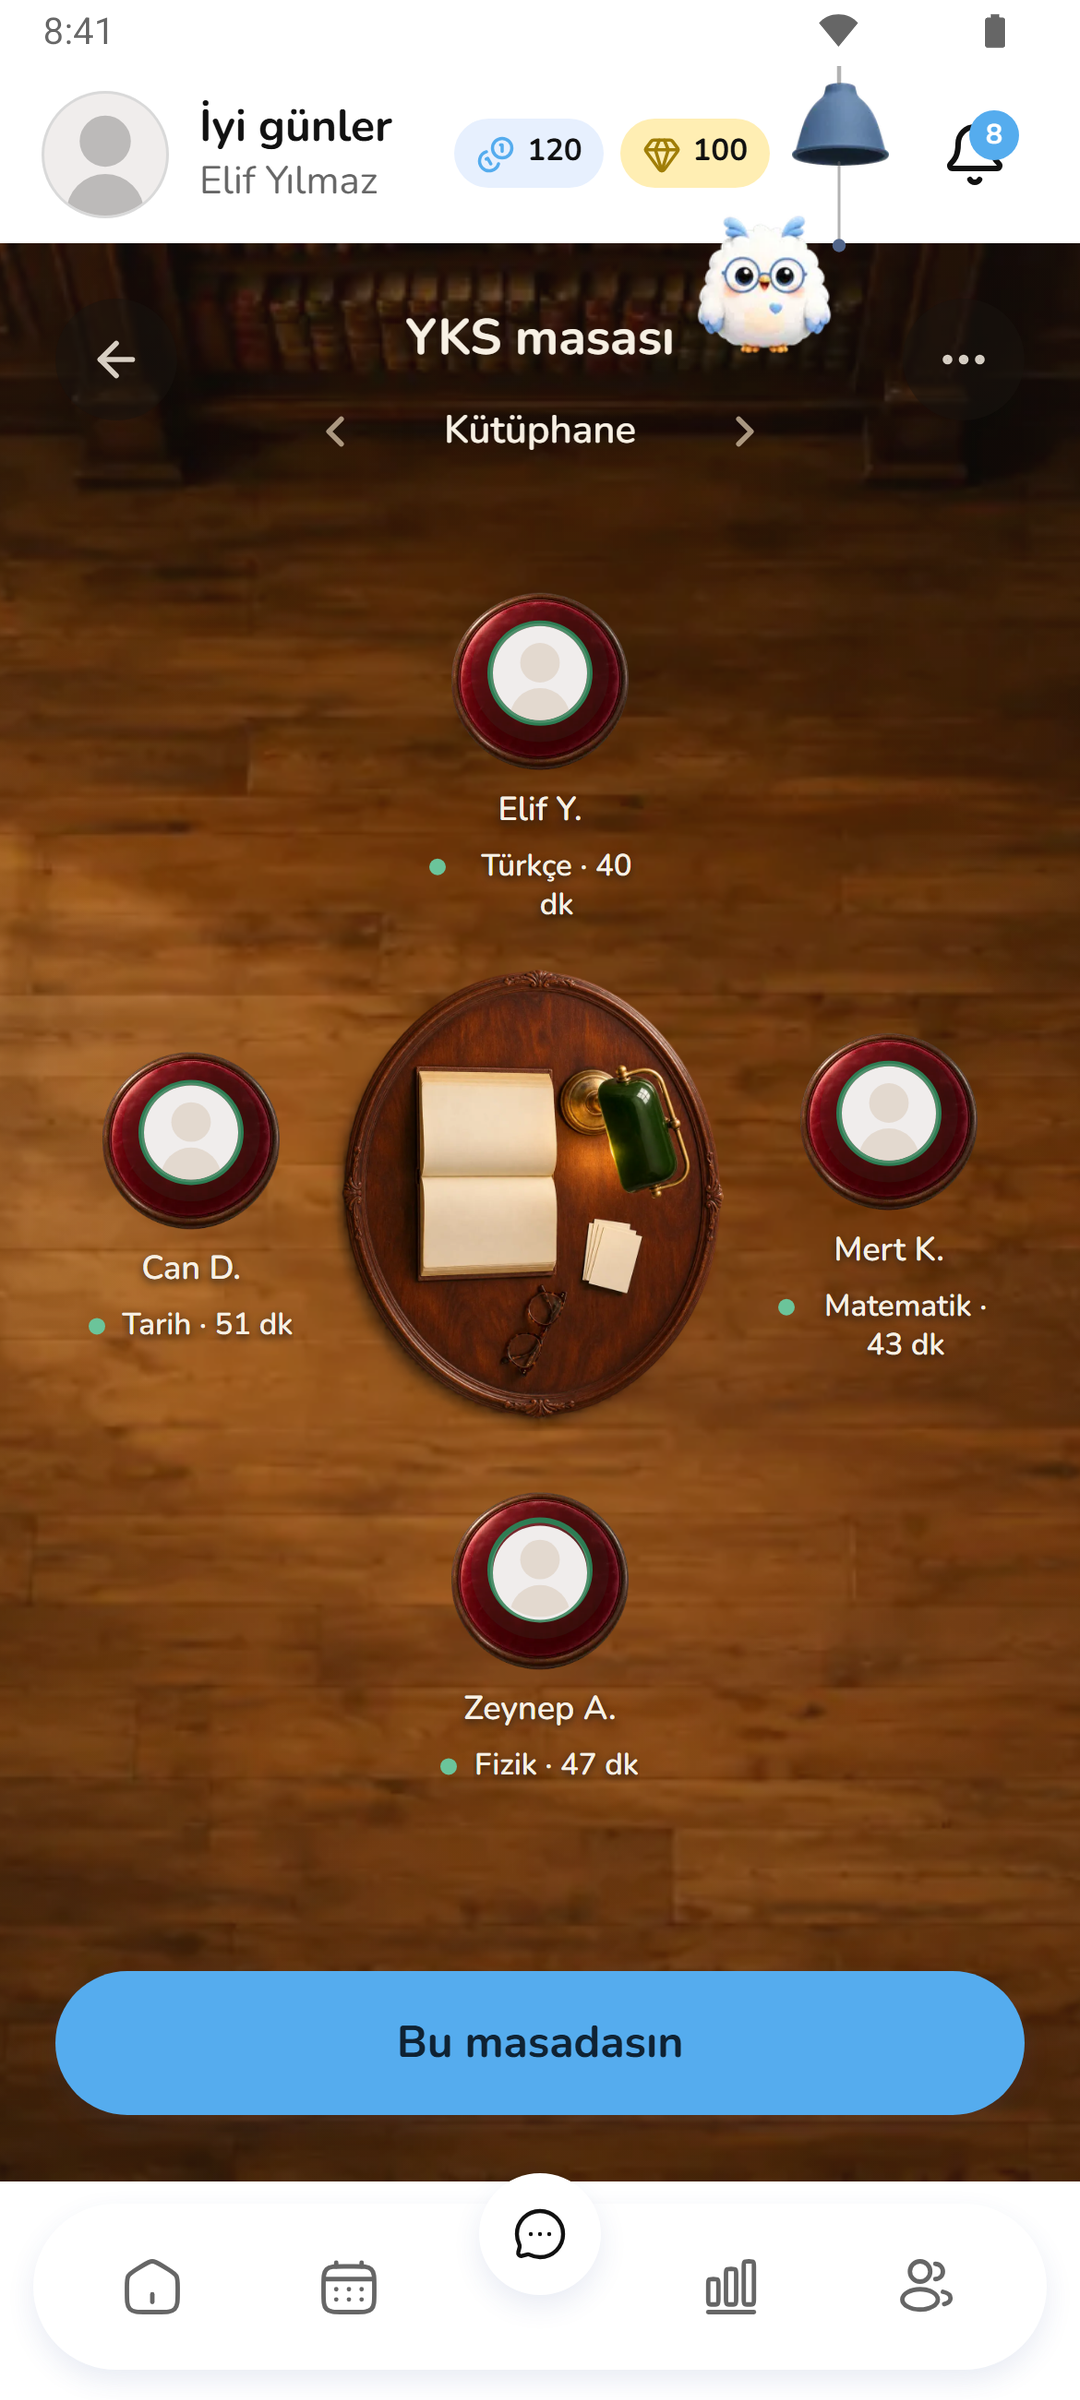 8:41
İyi günler
Elif Yılmaz
120
100
8
YKS masası
Kütüphane
Elif Y.
Türkçe · 40
dk
Can D.
Tarih · 51 dk
Mert K.
Matematik ·
43 dk
Zeynep A.
Fizik · 47 dk
Bu masadasın